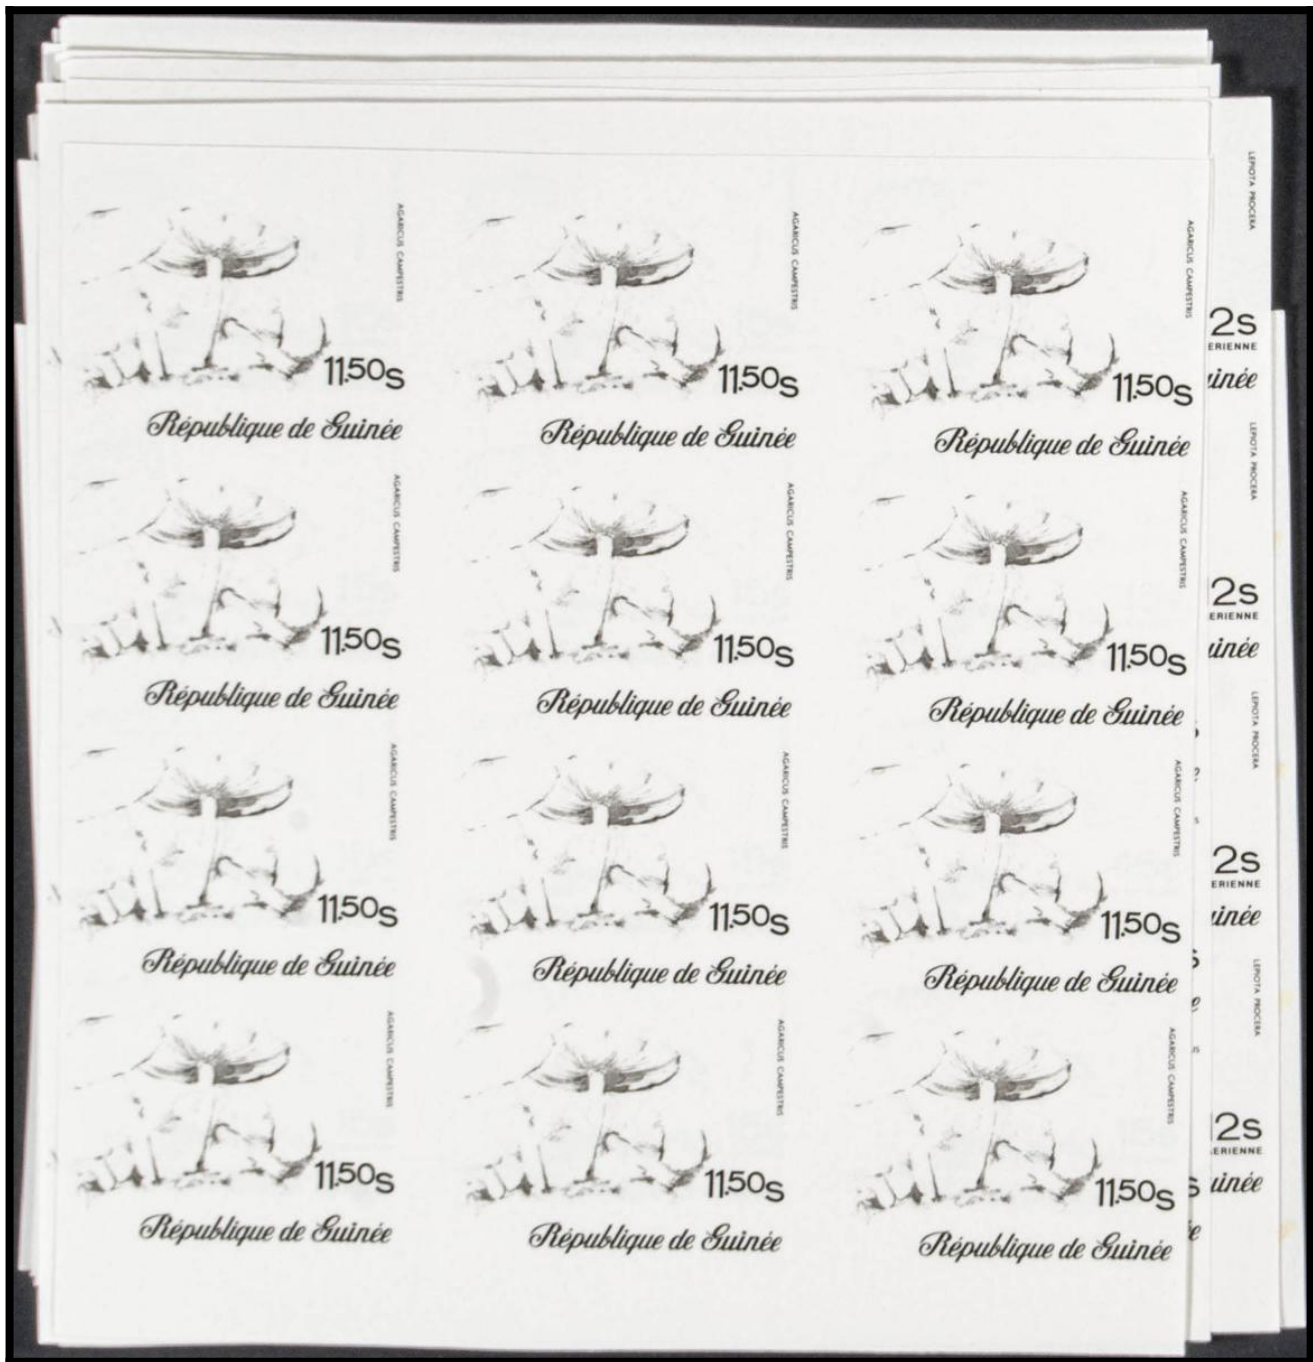 AGARICUS CAMPESTRIS
11.50s
République de Guinée
AGARICUS CAMPESTRIS
11.50s
République de Guinée
AGARICUS CAMPESTRIS
11.50s
République de Guinée
LEPIOTA PROCERA
2s
ERIENNE
uinée
AGARICUS CAMPESTRIS
11.50s
République de Guinée
AGARICUS CAMPESTRIS
11.50s
République de Guinée
AGARICUS CAMPESTRIS
11.50s
République de Guinée
LEPIOTA PROCERA
2s
ERIENNE
uinée
AGARICUS CAMPESTRIS
11.50s
République de Guinée
AGARICUS CAMPESTRIS
11.50s
République de Guinée
AGARICUS CAMPESTRIS
11.50s
République de Guinée
LEPIOTA PROCERA
2s
ERIENNE
uinée
AGARICUS CAMPESTRIS
11.50s
République de Guinée
AGARICUS CAMPESTRIS
11.50s
République de Guinée
AGARICUS CAMPESTRIS
11.50s
République de Guinée
LEPIOTA PROCERA
2s
ERIENNE
uinée